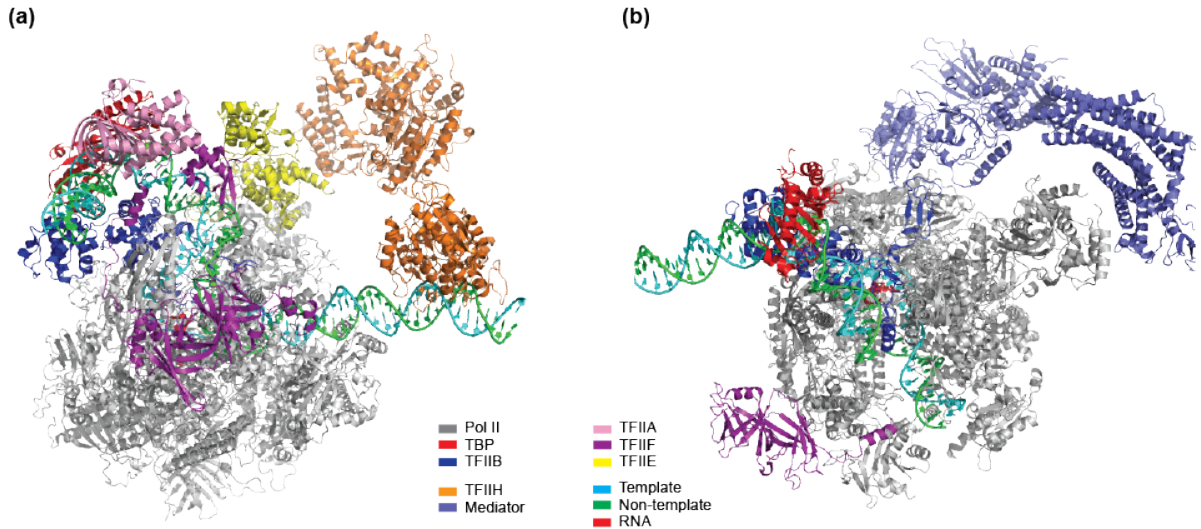 (a)
(b)
Pol II
TBP
TFIIB
TFIIH
Mediator
TFIIA
TFIIF
TFIIE
Template
Non-template
RNA